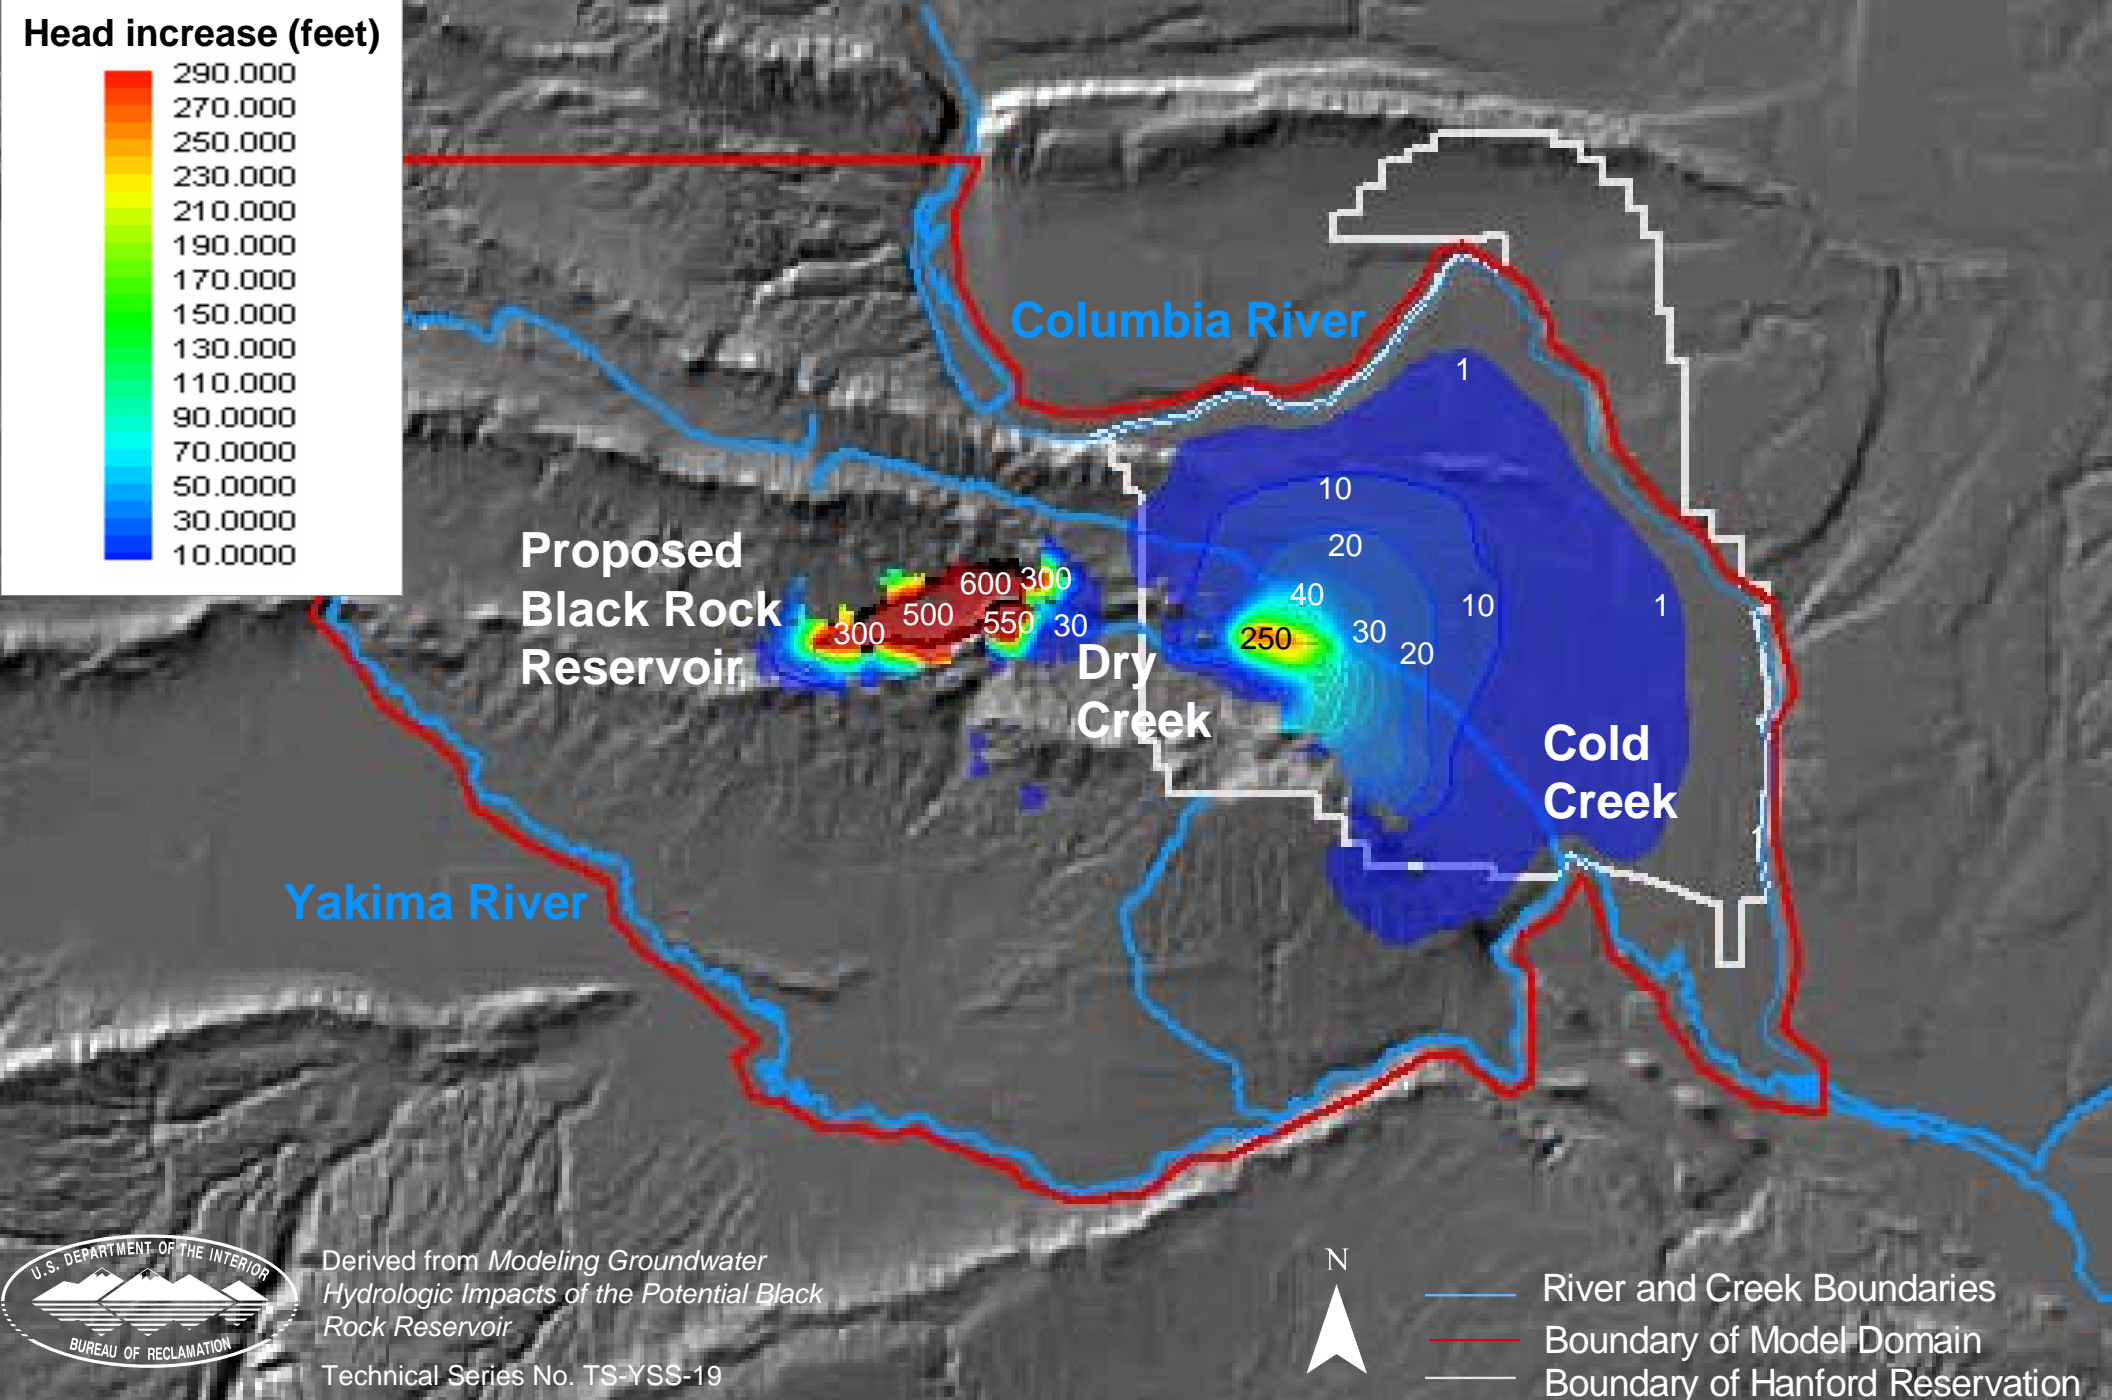 Head increase (feet)
290.000
270.000
250.000
230.000
210.000
190.000
170.000
150.000
130.000
110.000
90.0000
70.0000
50.0000
30.0000
10.0000
Columbia River
1
10
20
Proposed
Black Rock
Reservoir
600
300
500
550
300
30
40
250
30
20
10
1
Dry
Creek
Cold
Creek
1
Yakima River
U.S. DEPARTMENT OF THE INTERIOR
BUREAU OF RECLAMATION
Derived from Modeling Groundwater
Hydrologic Impacts of the Potential Black
Rock Reservoir
Technical Series No. TS-YSS-19
N
River and Creek Boundaries
Boundary of Model Domain
Boundary of Hanford Reservation